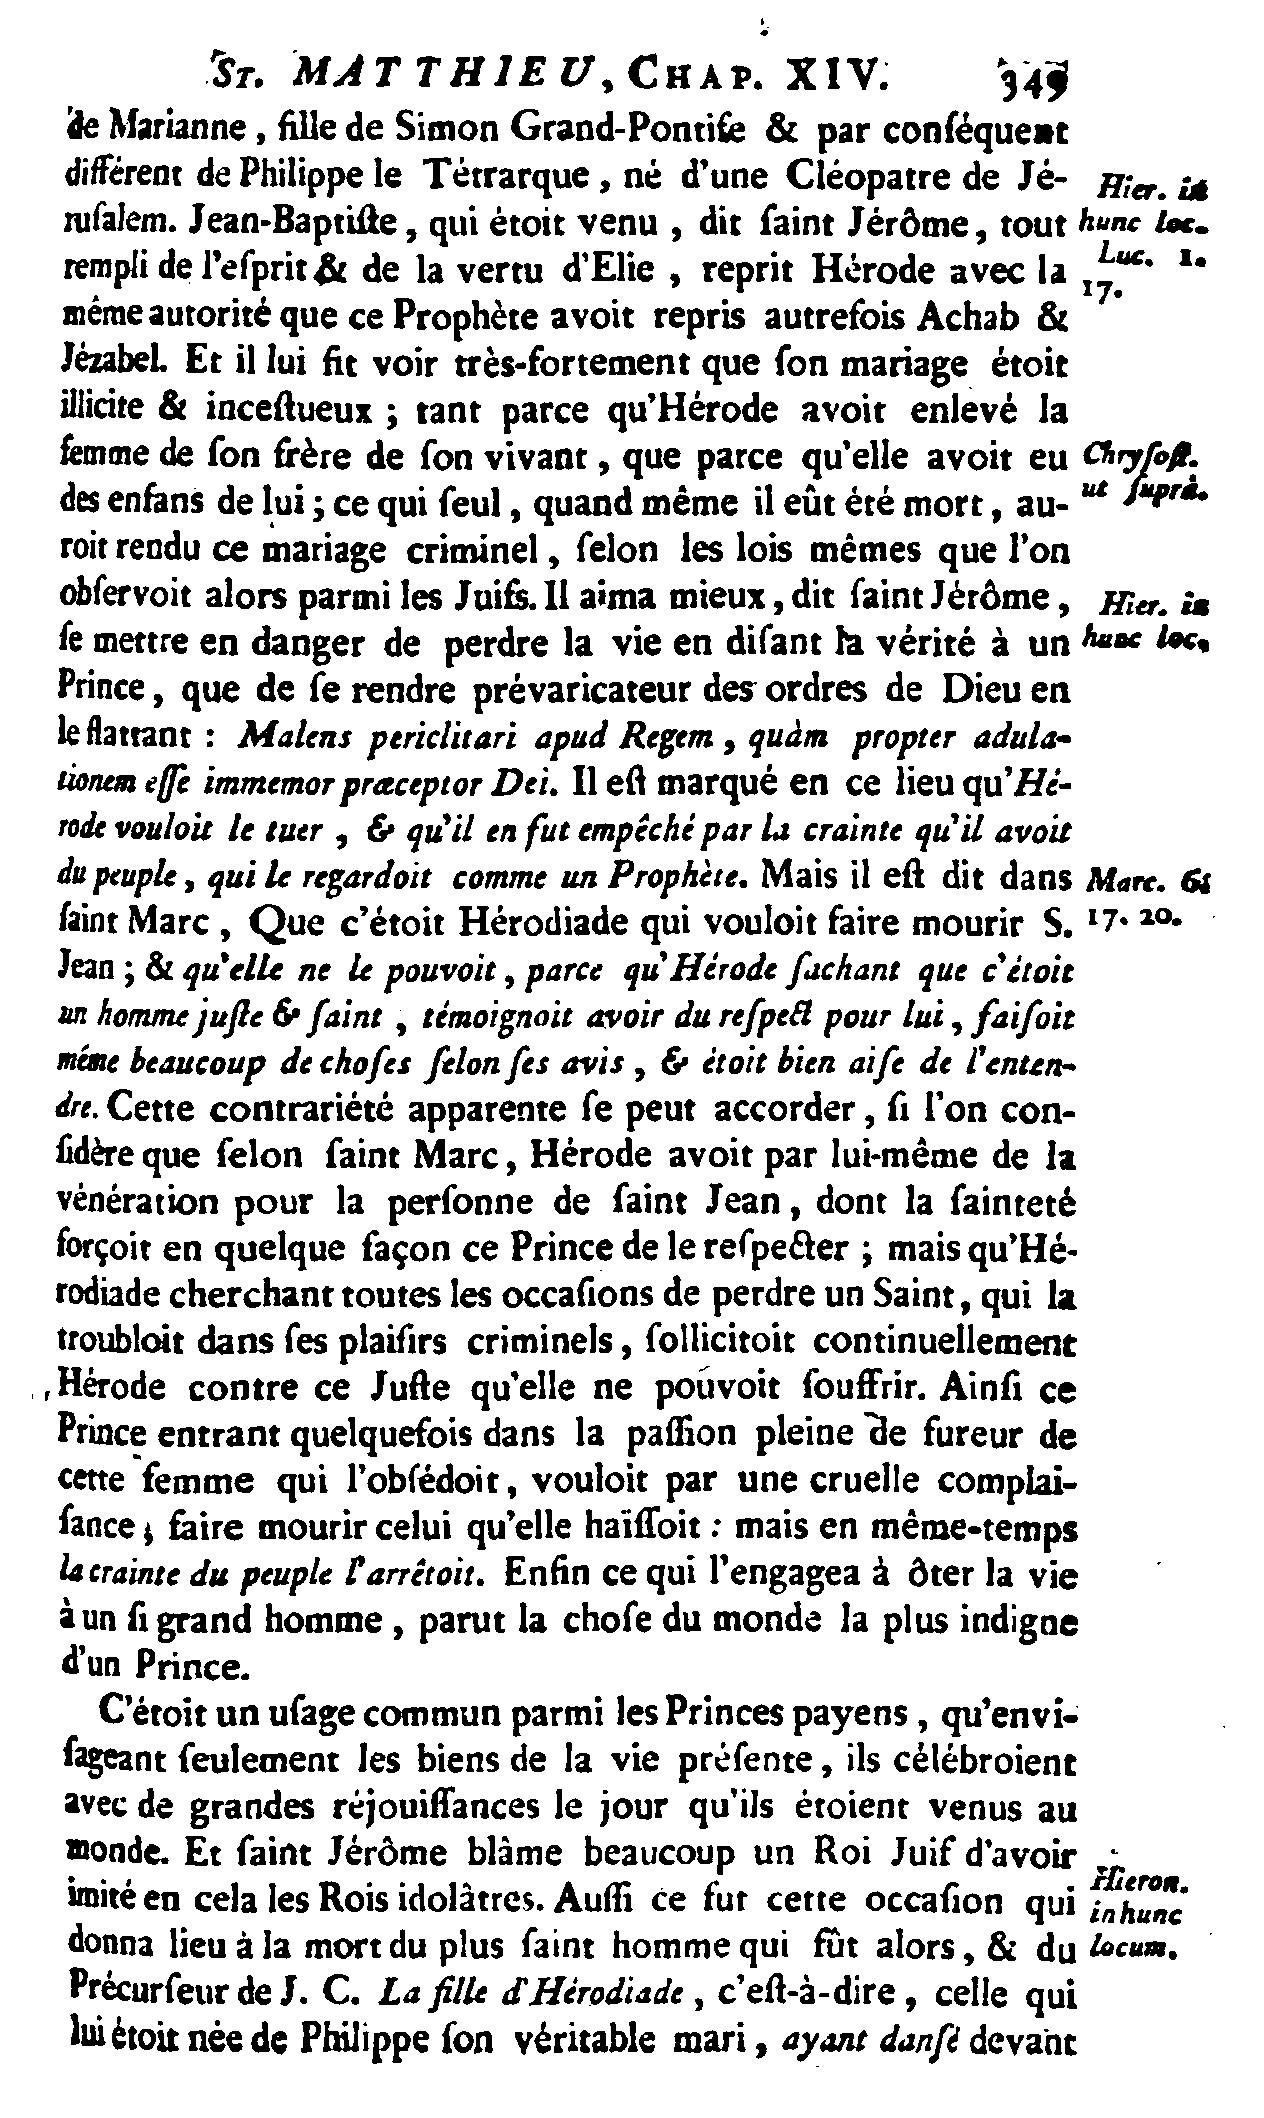 ST. MATTHIEU, CHAP. XIV. 349
de Marianne, fille de Simon Grand-Pontife & par conſéquent
différent de Philippe le Tétrarque, né d'une Cléopatre de Jé-
Hier. in
ruſalem. Jean-Baptiſte, qui étoit venu, dit ſaint Jérôme, tout
hunc loc.
rempli de l'eſprit & de la vertu d'Elie, reprit Hérode avec la
Luc. 1.
17.
même autorité que ce Prophète avoit repris autrefois Achab &
Jézabel. Et il lui fit voir très-fortement que ſon mariage étoit
illicite & inceſtueux ; tant parce qu'Hérode avoit enlevé la
femme de ſon frère de ſon vivant, que parce qu'elle avoit eu
Chryſoſt.
des enfans de lui ; ce qui ſeul, quand même il eût été mort, au-
ut ſuprà.
roit rendu ce mariage criminel, ſelon les lois mêmes que l'on
obſervoit alors parmi les Juifs. Il aima mieux, dit ſaint Jérôme,
Hier. in
ſe mettre en danger de perdre la vie en diſant la vérité à un
hunc loc.
Prince, que de ſe rendre prévaricateur des ordres de Dieu en
le flattant : Malens periclitari apud Regem, quàm propter adula-
tionem eſſe immemor præceptor Dei. Il eſt marqué en ce lieu qu'Hé-
rode vouloit le tuer, & qu'il en fut empêché par la crainte qu'il avoit
du peuple, qui le regardoit comme un Prophète. Mais il eſt dit dans
Marc. 6.
ſaint Marc, Que c'étoit Hérodiade qui vouloit faire mourir S.
17. 20.
Jean ; & qu'elle ne le pouvoit, parce qu'Hérode ſachant que c'étoit
un homme juſte & ſaint, témoignoit avoir du reſpect pour lui, faiſoit
même beaucoup de choſes ſelon ſes avis, & étoit bien aiſe de l'enten-
dre. Cette contrariété apparente ſe peut accorder, ſi l'on con-
ſidère que ſelon ſaint Marc, Hérode avoit par lui-même de la
vénération pour la perſonne de ſaint Jean, dont la ſainteté
forçoit en quelque façon ce Prince de le reſpecter ; mais qu'Hé-
rodiade cherchant toutes les occaſions de perdre un Saint, qui la
troubloit dans ſes plaiſirs criminels, ſollicitoit continuellement
Hérode contre ce Juſte qu'elle ne pouvoit ſouffrir. Ainſi ce
Prince entrant quelquefois dans la paſſion pleine de fureur de
cette femme qui l'obſédoit, vouloit par une cruelle complai-
ſance, faire mourir celui qu'elle haïſſoit : mais en même-temps
la crainte du peuple l'arrêtoit. Enfin ce qui l'engagea à ôter la vie
à un ſi grand homme, parut la choſe du monde la plus indigne
d'un Prince.
C'étoit un uſage commun parmi les Princes payens, qu'envi-
ſageant ſeulement les biens de la vie préſente, ils célébroient
avec de grandes réjouiſſances le jour qu'ils étoient venus au
monde. Et ſaint Jérôme blâme beaucoup un Roi Juif d'avoir
Hieron.
imité en cela les Rois idolâtres. Auſſi ce fut cette occaſion qui
in hunc
donna lieu à la mort du plus ſaint homme qui fût alors, & du
locum.
Précurſeur de J. C. La fille d'Hérodiade, c'eſt-à-dire, celle qui
lui étoit née de Philippe ſon véritable mari, ayant danſé devant